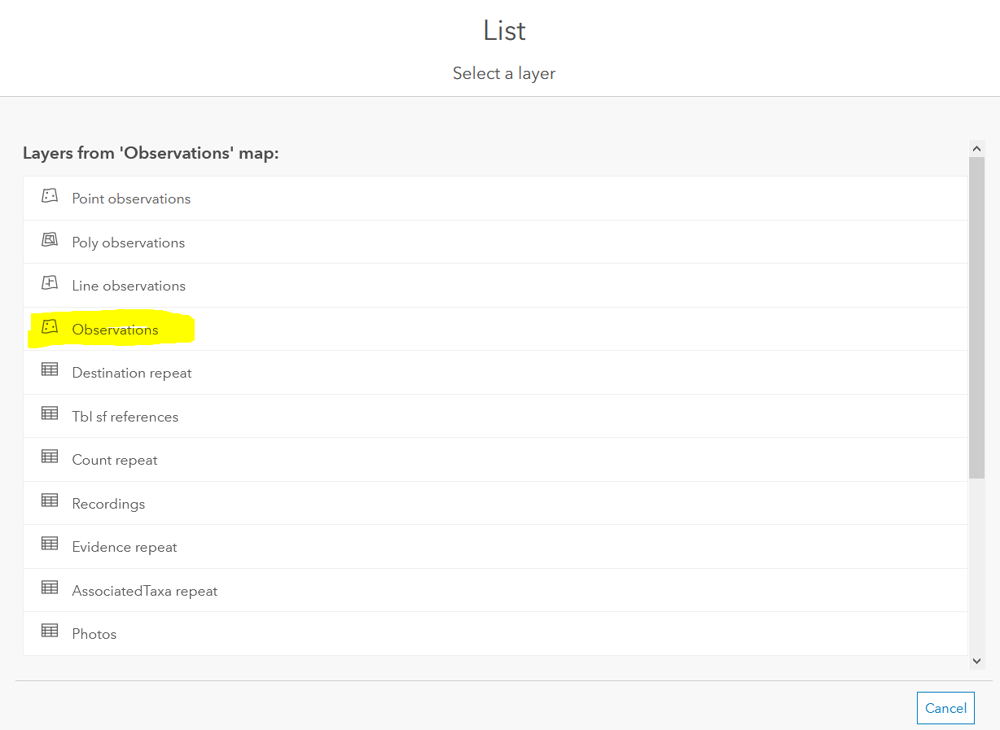 List
Select a layer
Layers from 'Observations' map:
Point observations
Poly observations
Line observations
Observations
Destination repeat
Tbl sf references
Count repeat
Recordings
Evidence repeat
AssociatedTaxa repeat
Photos
Cancel